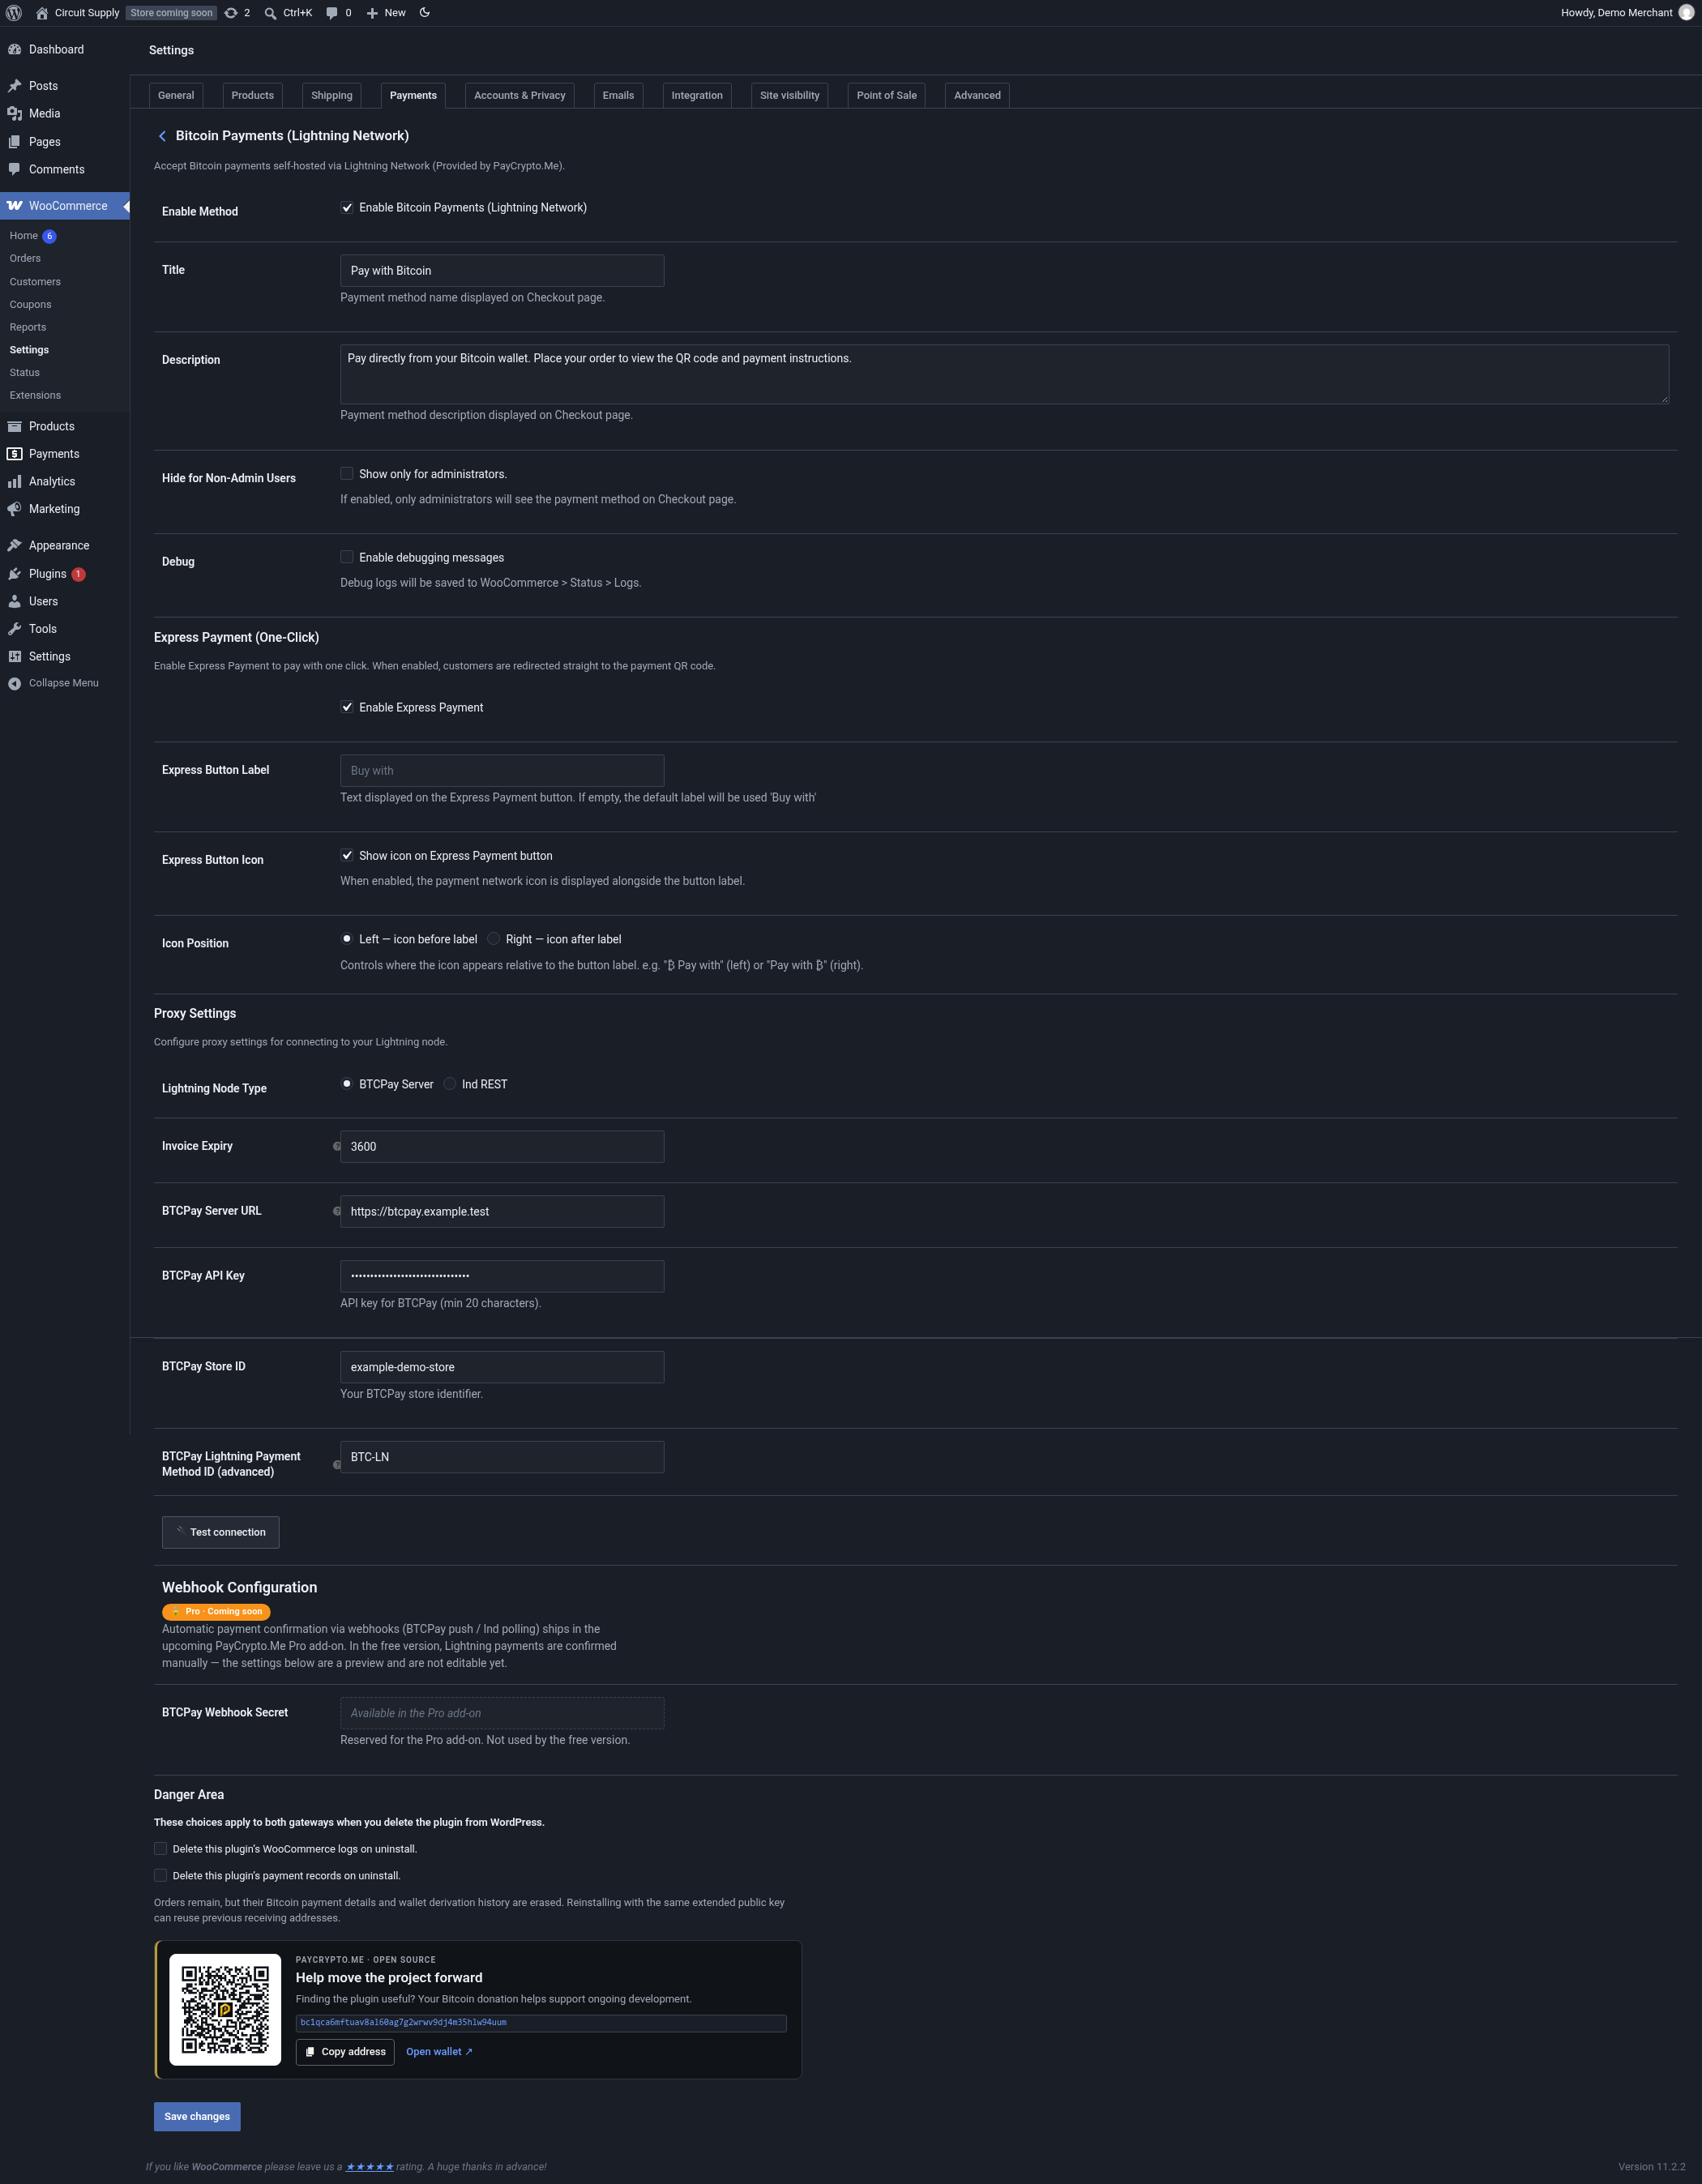 Circuit Supply Store coming soon 2 Ctrl+K 0 New Howdy, Demo Merchant
Dashboard
Posts
Media
Pages
Comments
WooCommerce
Home 6
Orders
Customers
Coupons
Reports
Settings
Status
Extensions
Products
Payments
Analytics
Marketing
Appearance
Plugins 1
Users
Tools
Settings
Collapse Menu
Settings
General Products Shipping Payments Accounts & Privacy Emails Integration Site visibility Point of Sale Advanced
Bitcoin Payments (Lightning Network)
Accept Bitcoin payments self-hosted via Lightning Network (Provided by PayCrypto.Me).
Enable Method Enable Bitcoin Payments (Lightning Network)
Title Pay with Bitcoin
Payment method name displayed on Checkout page.
Description Pay directly from your Bitcoin wallet. Place your order to view the QR code and payment instructions.
Payment method description displayed on Checkout page.
Hide for Non-Admin Users Show only for administrators.
If enabled, only administrators will see the payment method on Checkout page.
Debug Enable debugging messages
Debug logs will be saved to WooCommerce > Status > Logs.
Express Payment (One-Click)
Enable Express Payment to pay with one click. When enabled, customers are redirected straight to the payment QR code.
Enable Express Payment
Express Button Label Buy with
Text displayed on the Express Payment button. If empty, the default label will be used 'Buy with'
Express Button Icon Show icon on Express Payment button
When enabled, the payment network icon is displayed alongside the button label.
Icon Position Left — icon before label Right — icon after label
Controls where the icon appears relative to the button label. e.g. "₿ Pay with" (left) or "Pay with ₿" (right).
Proxy Settings
Configure proxy settings for connecting to your Lightning node.
Lightning Node Type BTCPay Server lnd REST
Invoice Expiry ? 3600
BTCPay Server URL ? https://btcpay.example.test
BTCPay API Key ••••••••••••••••••••••••••••••••
API key for BTCPay (min 20 characters).
BTCPay Store ID example-demo-store
Your BTCPay store identifier.
BTCPay Lightning Payment
Method ID (advanced) ? BTC-LN
Test connection
Webhook Configuration
Pro · Coming soon
Automatic payment confirmation via webhooks (BTCPay push / lnd polling) ships in the
upcoming PayCrypto.Me Pro add-on. In the free version, Lightning payments are confirmed
manually — the settings below are a preview and are not editable yet.
BTCPay Webhook Secret Available in the Pro add-on
Reserved for the Pro add-on. Not used by the free version.
Danger Area
These choices apply to both gateways when you delete the plugin from WordPress.
Delete this plugin's WooCommerce logs on uninstall.
Delete this plugin's payment records on uninstall.
Orders remain, but their Bitcoin payment details and wallet derivation history are erased. Reinstalling with the same extended public key
can reuse previous receiving addresses.
PAYCRYPTO.ME · OPEN SOURCE
Help move the project forward
Finding the plugin useful? Your Bitcoin donation helps support ongoing development.
bc1qca6mftuav8al60ag7g2wrwv9dj4m35hlw94uum
Copy address Open wallet ↗
Save changes
If you like WooCommerce please leave us a ★★★★★ rating. A huge thanks in advance! Version 11.2.2